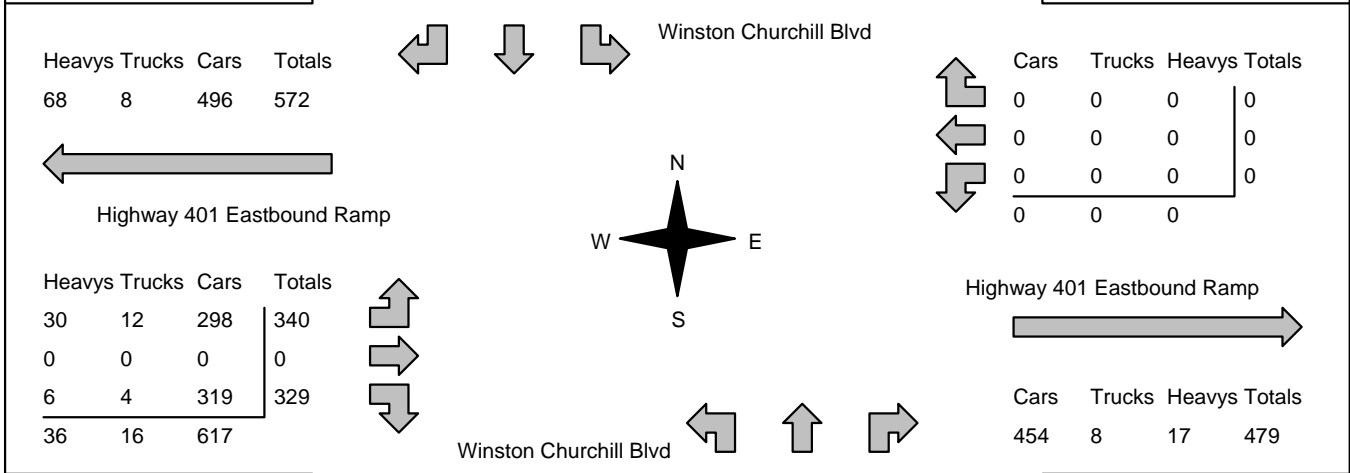 Winston Churchill Blvd
Heavys Trucks Cars Totals
68 8 496 572
Cars Trucks Heavys Totals
0 0 0 0
0 0 0 0
0 0 0 0
0 0 0
Highway 401 Eastbound Ramp
N
W E
S
Heavys Trucks Cars Totals
30 12 298 340
0 0 0 0
6 4 319 329
36 16 617
Highway 401 Eastbound Ramp
Cars Trucks Heavys Totals
454 8 17 479
Winston Churchill Blvd